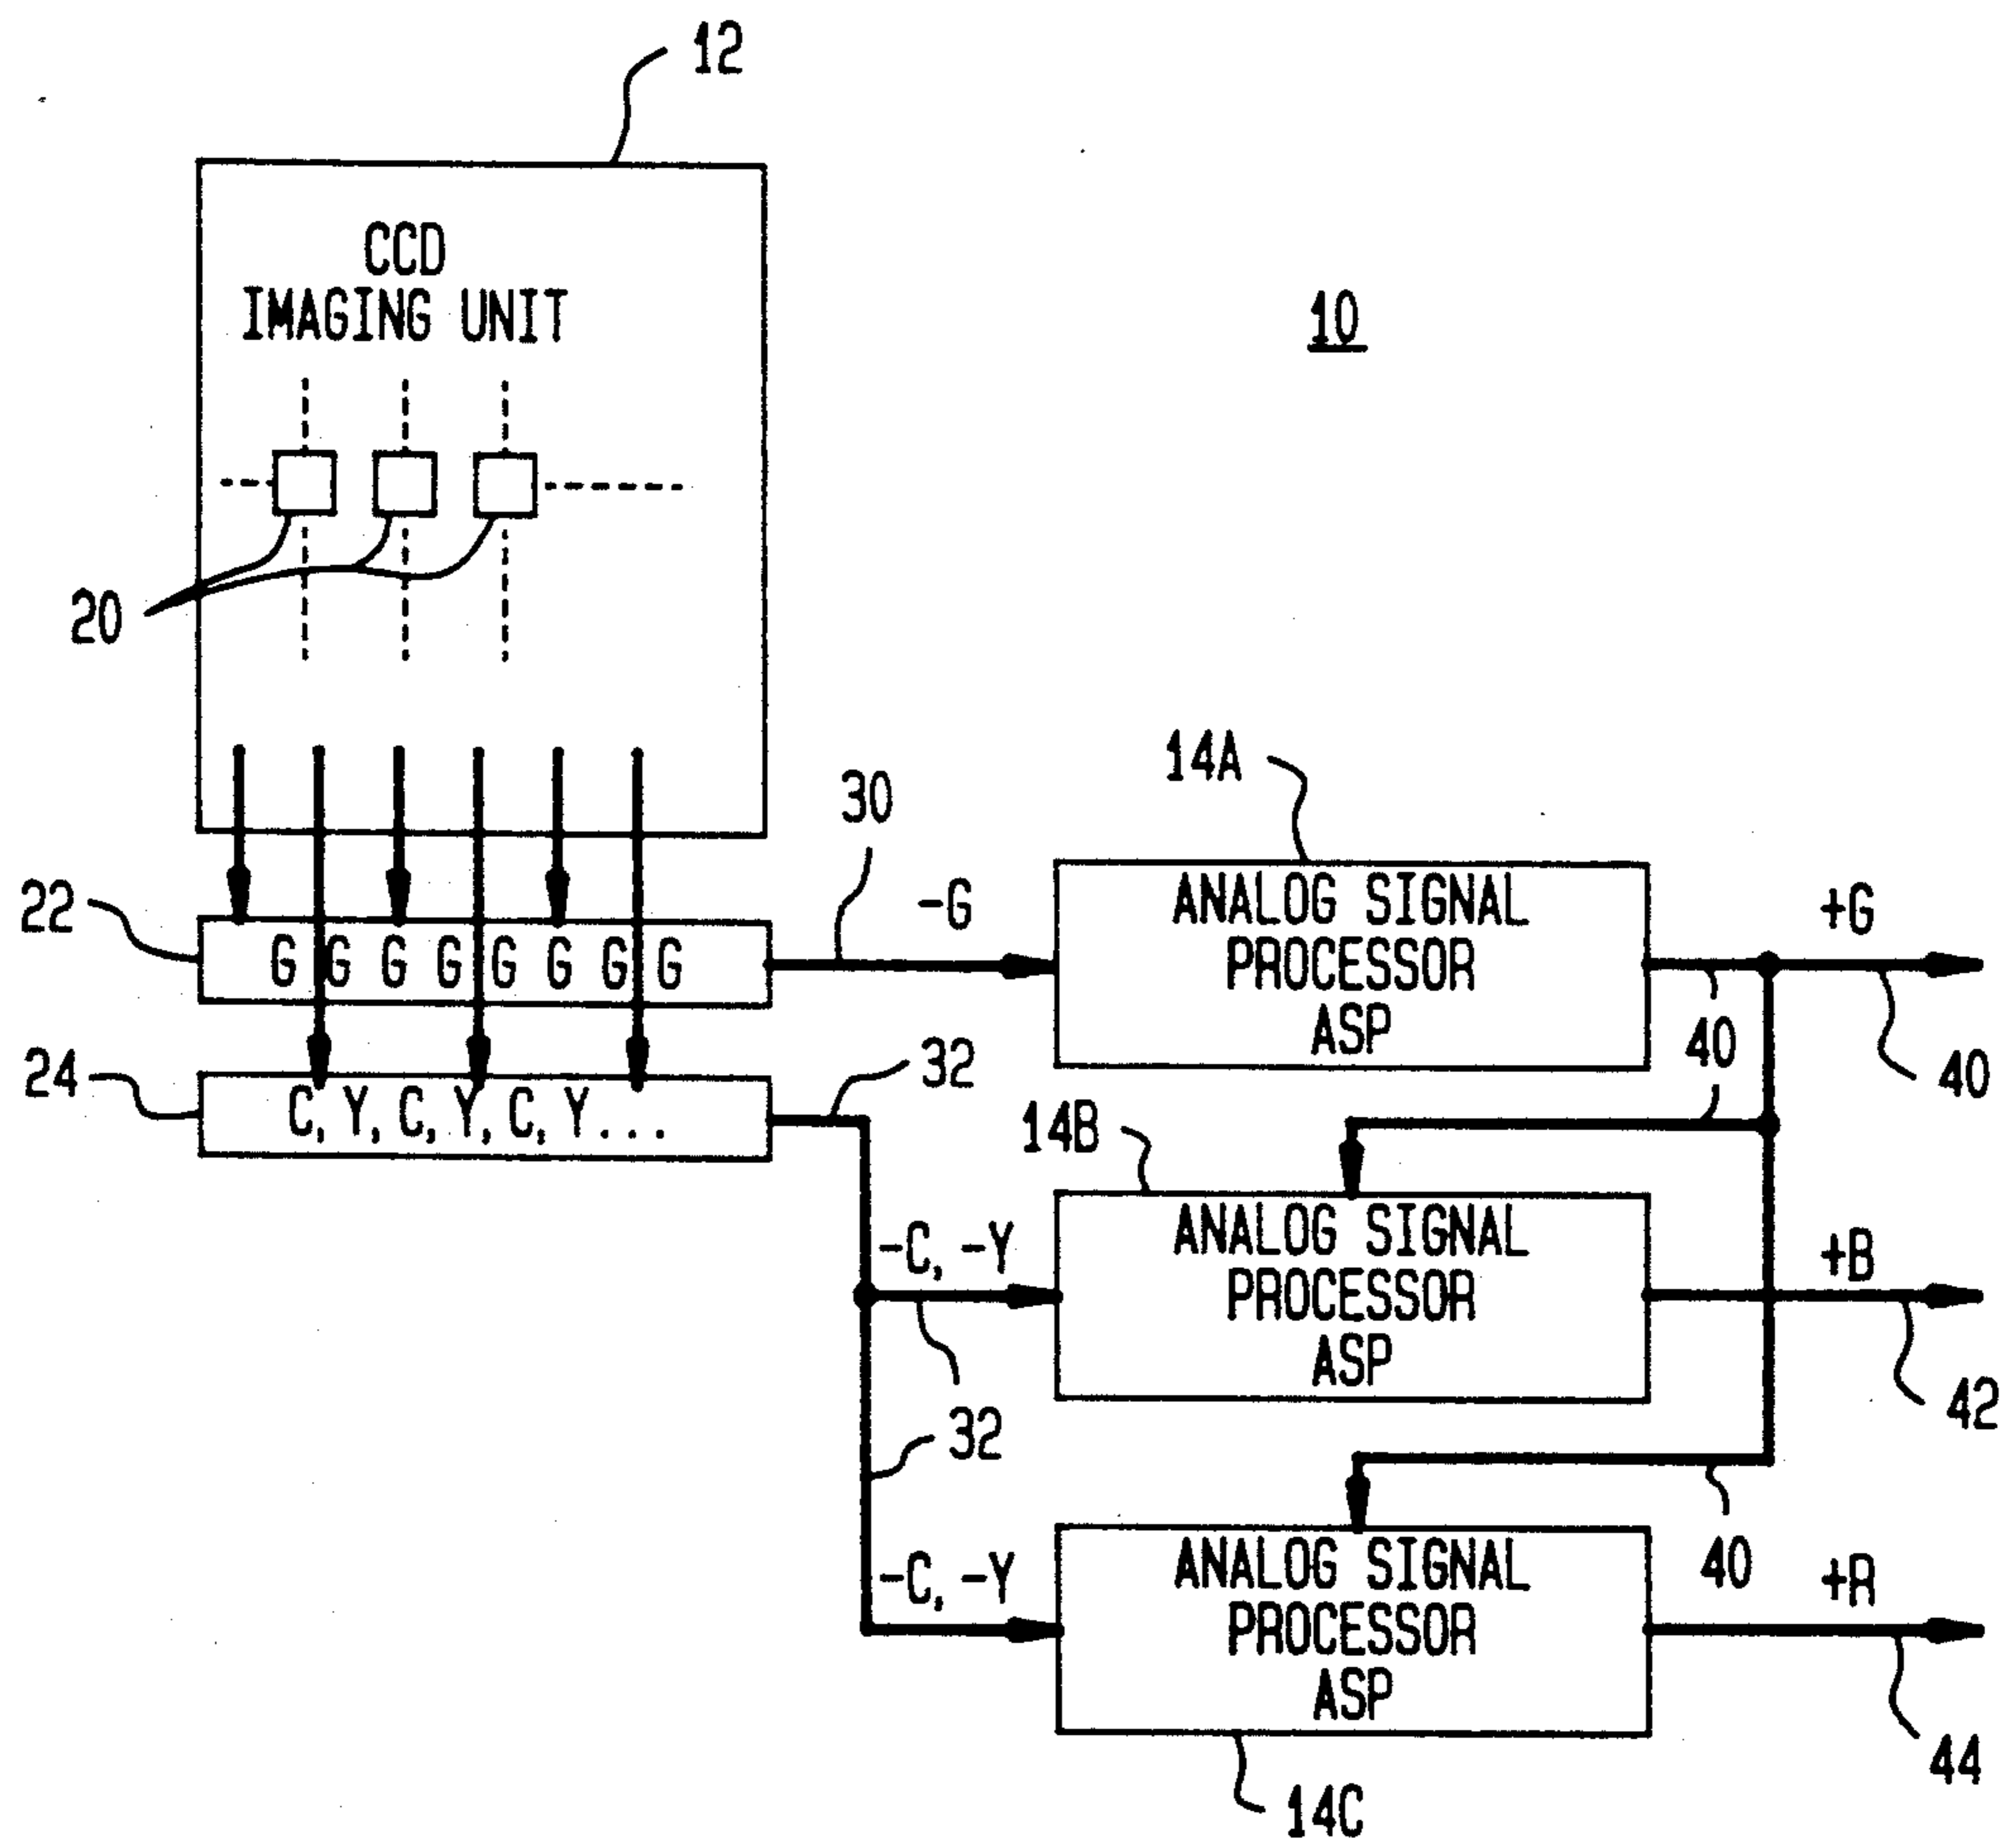 12
CCD
IMAGING UNIT
10
20
14A
30
22
G G G G G G G G
-G
ANALOG SIGNAL
PROCESSOR
ASP
+G
40
40
24
C, Y, C, Y, C, Y...
32
40
14B
-C, -Y
ANALOG SIGNAL
PROCESSOR
ASP
+B
32
42
40
-C, -Y
ANALOG SIGNAL
PROCESSOR
ASP
+R
44
14C